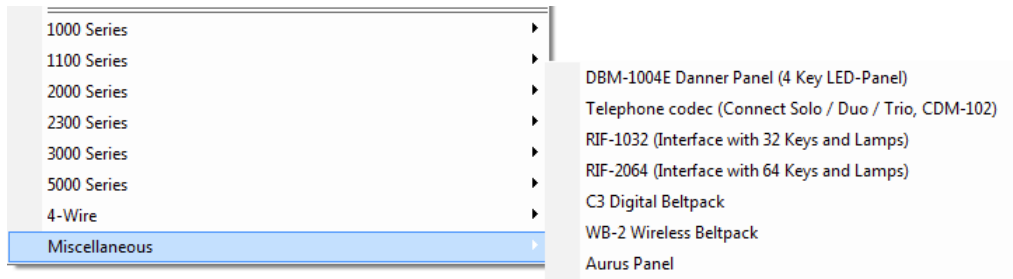 1000 Series
1100 Series
2000 Series
2300 Series
3000 Series
5000 Series
4-Wire
Miscellaneous
DBM-1004E Danner Panel (4 Key LED-Panel)
Telephone codec (Connect Solo / Duo / Trio, CDM-102)
RIF-1032 (Interface with 32 Keys and Lamps)
RIF-2064 (Interface with 64 Keys and Lamps)
C3 Digital Beltpack
WB-2 Wireless Beltpack
Aurus Panel